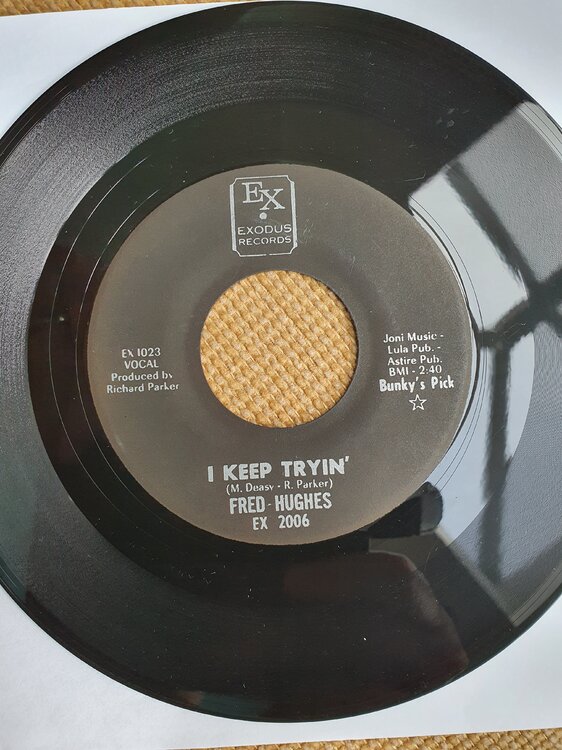 EX
EXODUS
RECORDS
EX 1023
VOCAL
Produced by
Richard Parker
Joni Music -
Lula Pub. -
Astire Pub.
BMI - 2:40
Bunky's Pick
I KEEP TRYIN'
(M. Deasy - R. Parker)
FRED HUGHES
EX 2006